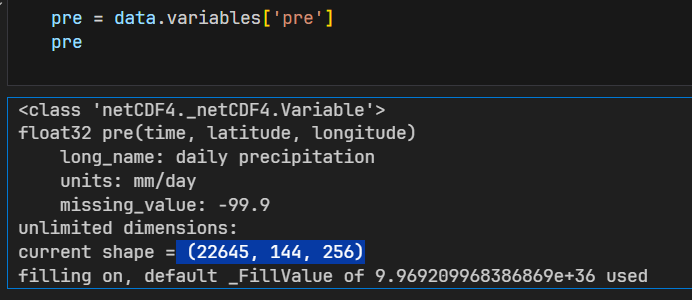 pre = data.variables['pre']
pre
<class 'netCDF4._netCDF4.Variable'>
float32 pre(time, latitude, longitude)
    long_name: daily precipitation
    units: mm/day
    missing_value: -99.9
unlimited dimensions:
current shape = (22645, 144, 256)
filling on, default _FillValue of 9.969209968386869e+36 used